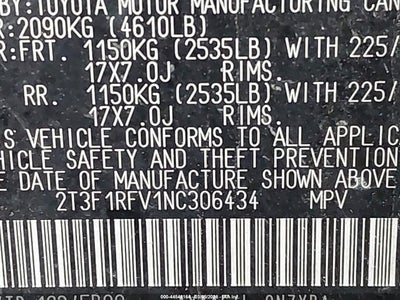 BY: TOYOTA MOTOR MANUFACTURING CAN
R: 2090KG (4610LB)
R: FRT. 1150KG (2535LB) WITH 225/
17X7.0J RIMS.
RR. 1150KG (2535LB) WITH 225/
17X7.0J RIMS.
IS VEHICLE CONFORMS TO ALL APPLICA
HICLE SAFETY AND THEFT PREVENTION
E DATE OF MANUFACTURE SHOWN ABOVE
2T3F1RFV1NC306434 MPV